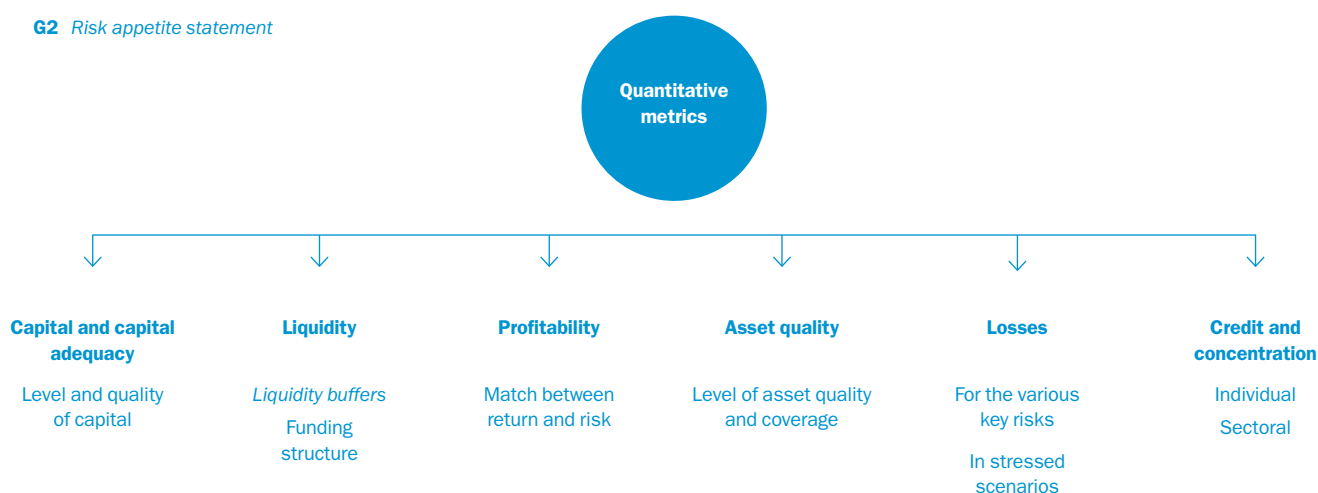 G2 Risk appetite statement
Quantitative
metrics
Capital and capital
adequacy
Level and quality
of capital
Liquidity
Liquidity buffers
Funding
structure
Profitability
Match between
return and risk
Asset quality
Level of asset quality
and coverage
Losses
For the various
key risks
In stressed
scenarios
Credit and
concentration
Individual
Sectoral